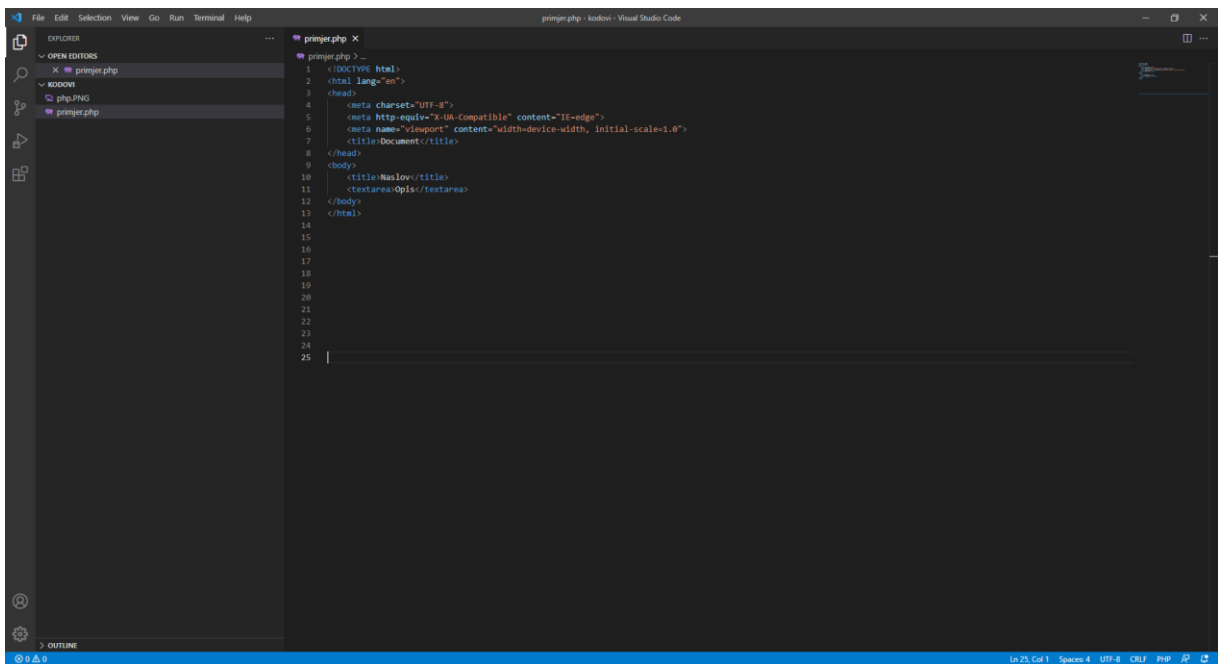 File Edit Selection View Go Run Terminal Help
primjer.php - kodovi - Visual Studio Code
EXPLORER
OPEN EDITORS
primjer.php
KODOVI
php.PNG
primjer.php
OUTLINE
primjer.php
primjer.php > ...
1 <!DOCTYPE html>
2 <html lang="en">
3 <head>
4 <meta charset="UTF-8">
5 <meta http-equiv="X-UA-Compatible" content="IE=edge">
6 <meta name="viewport" content="width=device-width, initial-scale=1.0">
7 <title>Document</title>
8 </head>
9 <body>
10 <title>Naslov</title>
11 <textarea>Opis</textarea>
12 </body>
13 </html>
14
15
16
17
18
19
20
21
22
23
24
25
0 0
Ln 25, Col 1 Spaces: 4 UTF-8 CRLF PHP